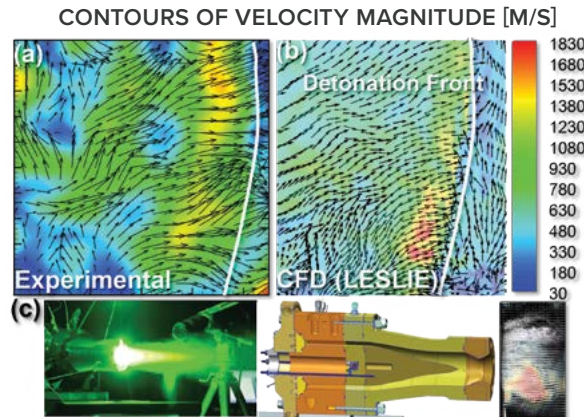 CONTOURS OF VELOCITY MAGNITUDE [M/S]
(a)
(b)
Detonation Front
Experimental
CFD (LESLIE)
1830
1680
1530
1380
1230
1080
930
780
630
480
330
180
30
(c)